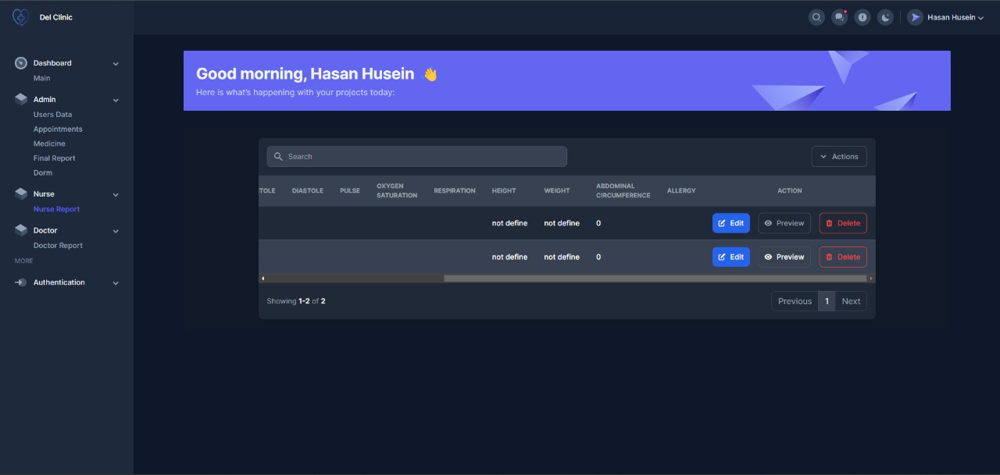 Del Clinic
Hasan Husein
Dashboard
Main
Admin
Users Data
Appointments
Medicine
Final Report
Dorm
Nurse
Nurse Report
Doctor
Doctor Report
MORE
Authentication
Good morning, Hasan Husein 👋
Here is what's happening with your projects today:
Search
Actions
TOLE DIASTOLE PULSE OXYGEN SATURATION RESPIRATION HEIGHT WEIGHT ABDOMINAL CIRCUMFERENCE ALLERGY ACTION
not define not define 0 Edit Preview Delete
not define not define 0 Edit Preview Delete
Showing 1-2 of 2
Previous 1 Next